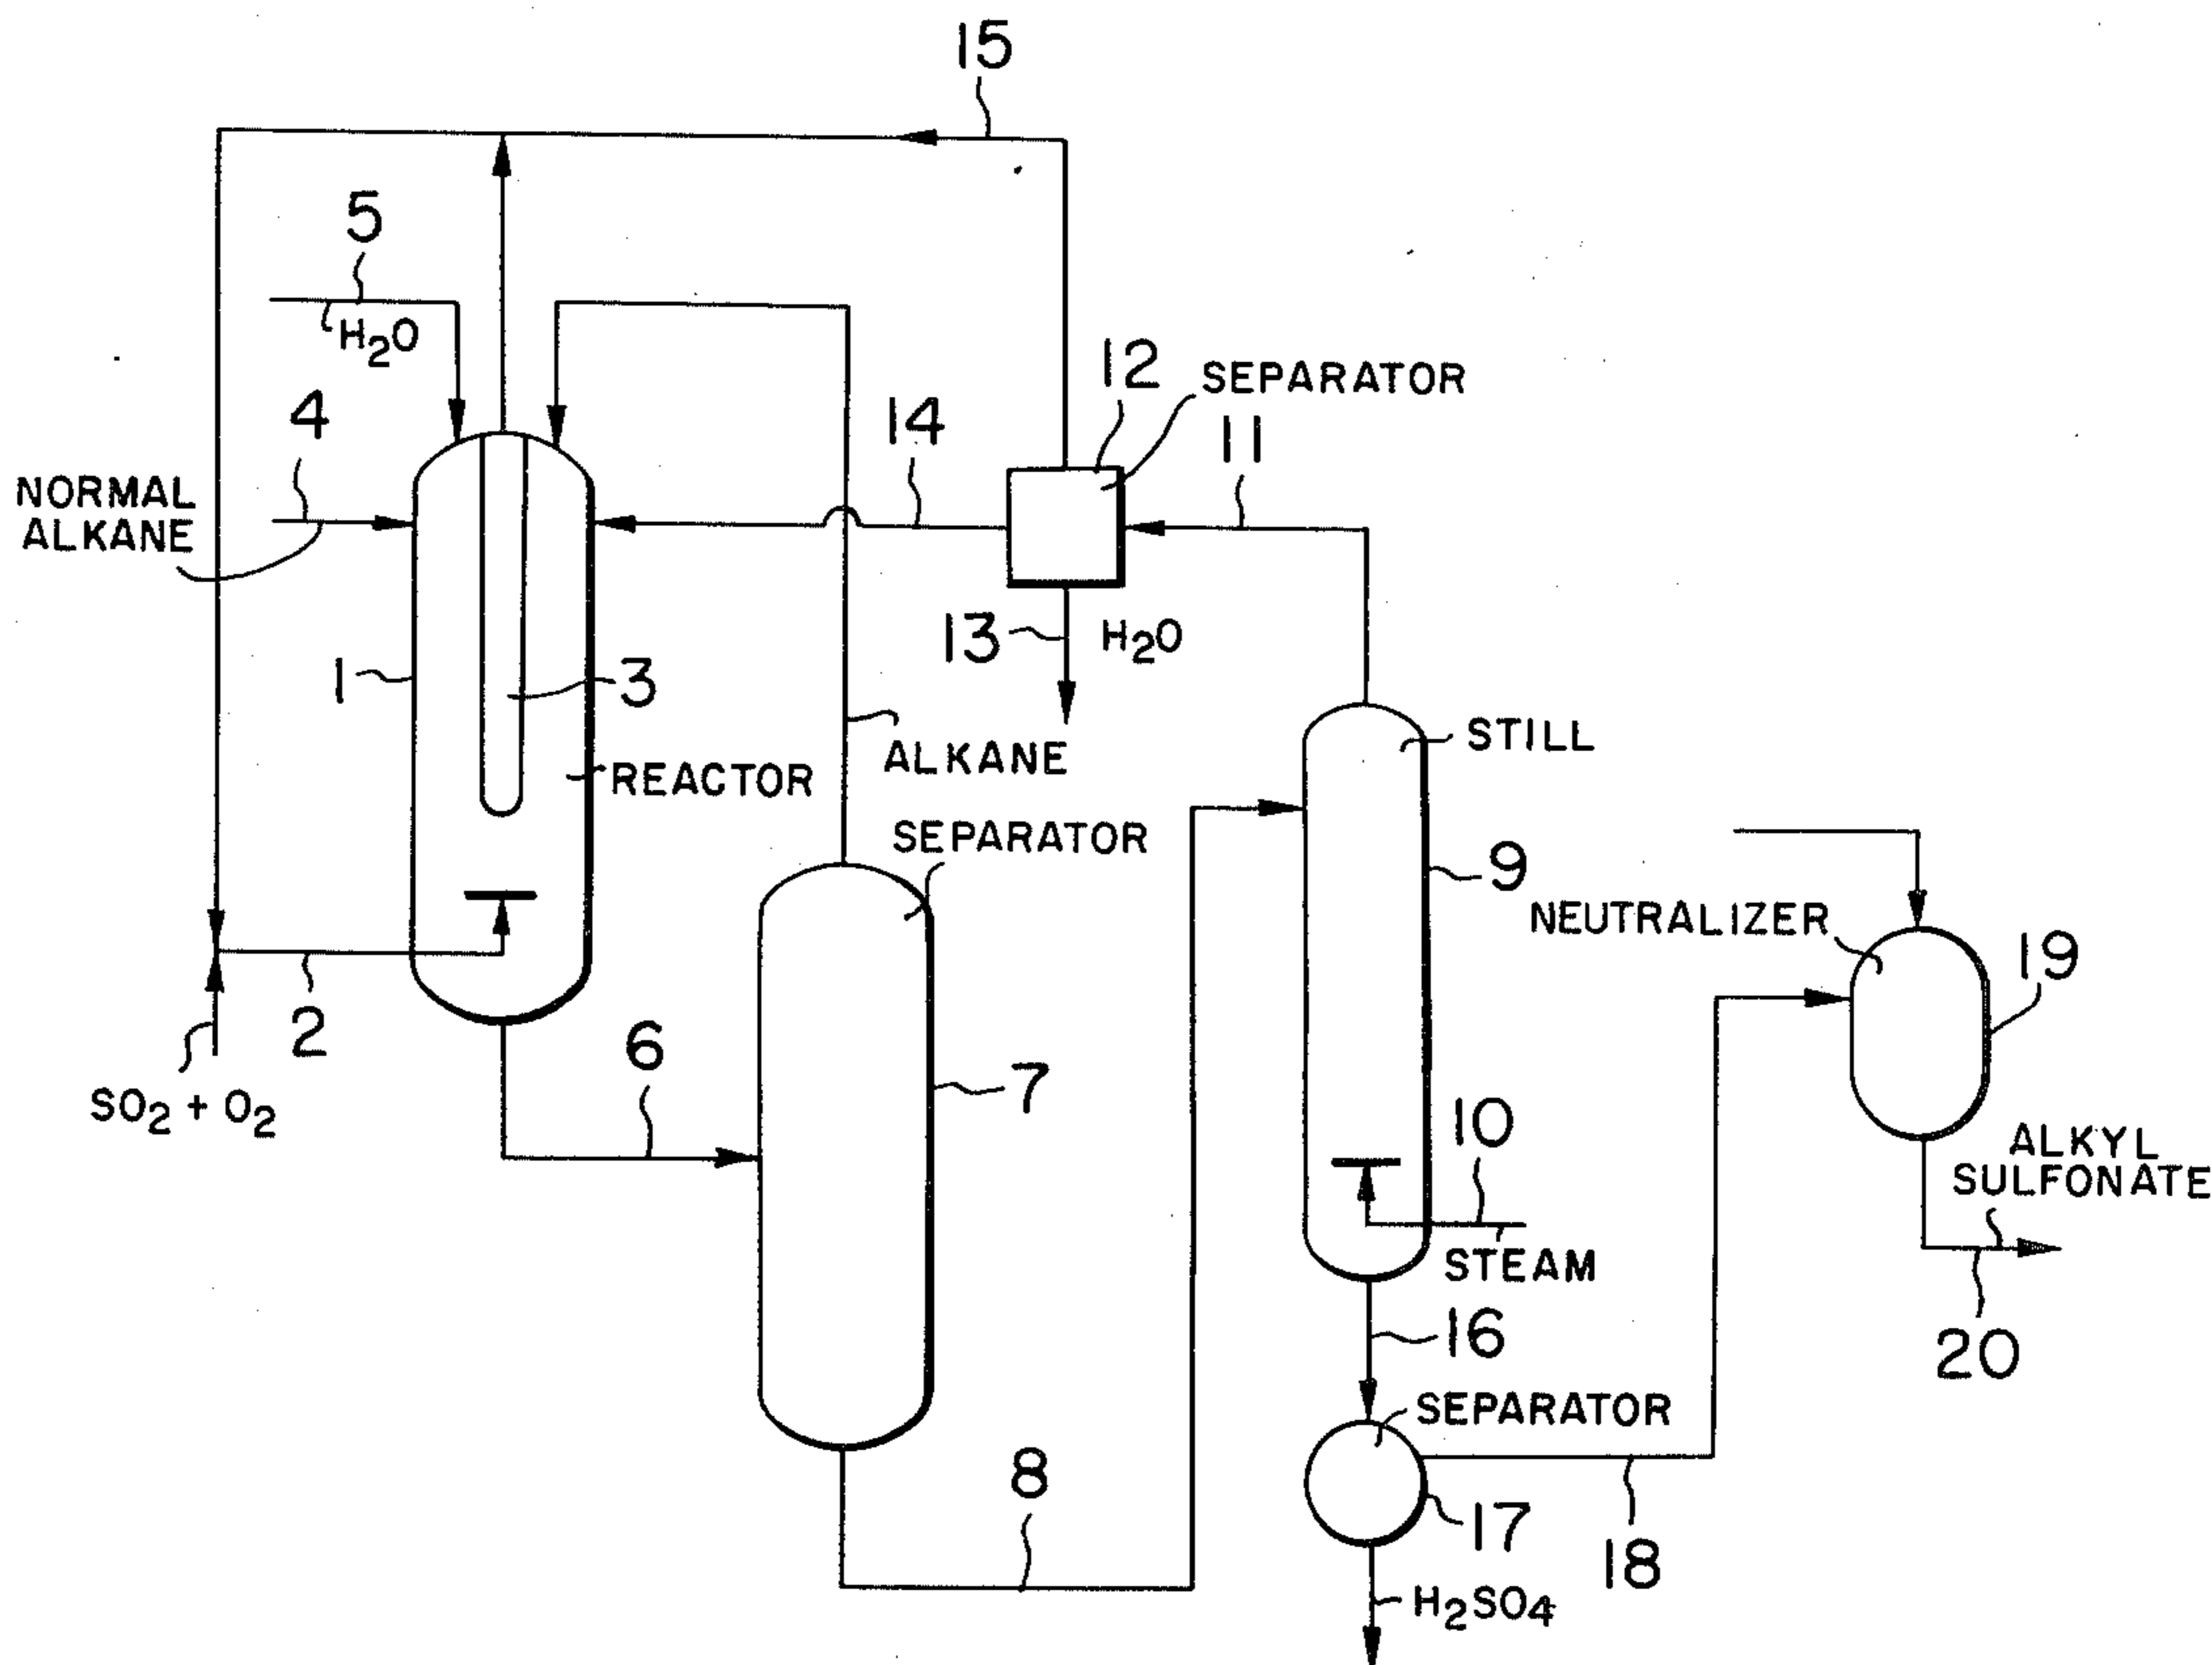 15
5
H2O
12
SEPARATOR
4
14
11
NORMAL
ALKANE
13
H2O
1
3
ALKANE
STILL
REACTOR
SEPARATOR
9
NEUTRALIZER
19
2
6
7
SO2 + O2
10
ALKYL
SULFONATE
STEAM
16
20
SEPARATOR
8
17
18
H2SO4